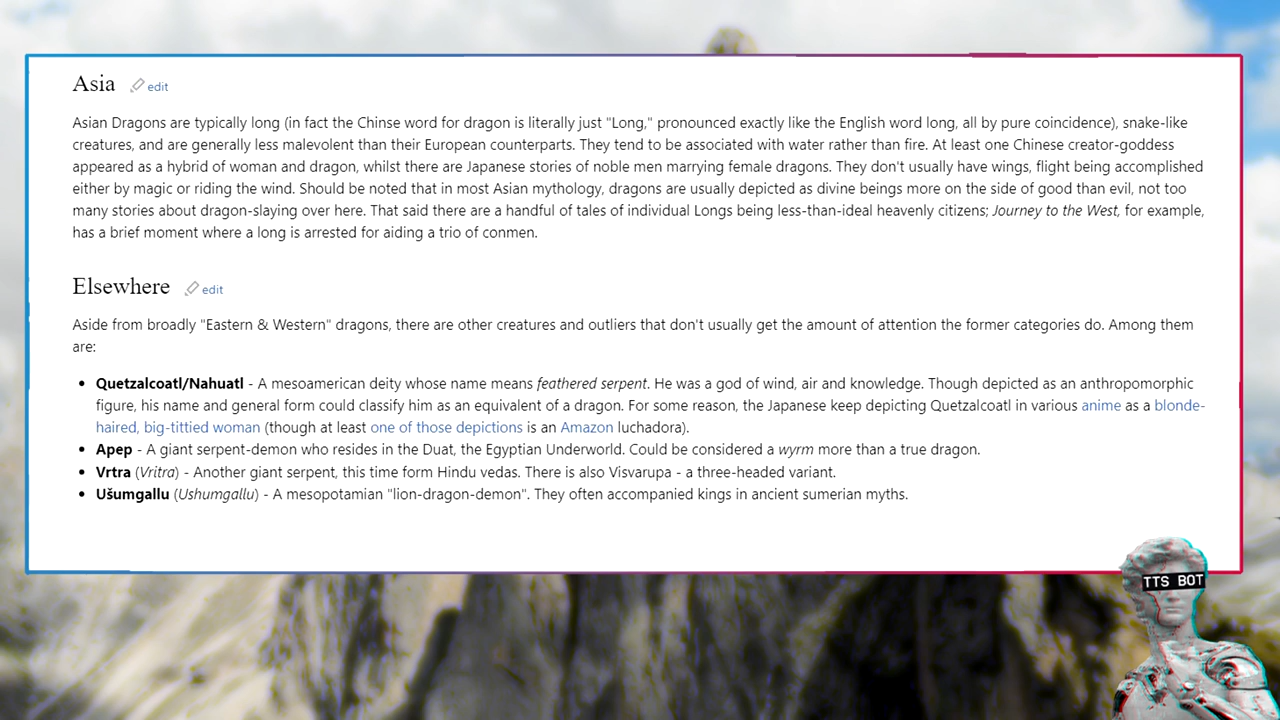 Asia edit
Asian Dragons are typically long (in fact the Chinse word for dragon is literally just "Long," pronounced exactly like the English word long, all by pure coincidence), snake-like
creatures, and are generally less malevolent than their European counterparts. They tend to be associated with water rather than fire. At least one Chinese creator-goddess
appeared as a hybrid of woman and dragon, whilst there are Japanese stories of noble men marrying female dragons. They don't usually have wings, flight being accomplished
either by magic or riding the wind. Should be noted that in most Asian mythology, dragons are usually depicted as divine beings more on the side of good than evil, not too
many stories about dragon-slaying over here. That said there are a handful of tales of individual Longs being less-than-ideal heavenly citizens; Journey to the West, for example,
has a brief moment where a long is arrested for aiding a trio of conmen.
Elsewhere edit
Aside from broadly "Eastern & Western" dragons, there are other creatures and outliers that don't usually get the amount of attention the former categories do. Among them
are:
• Quetzalcoatl/Nahuatl - A mesoamerican deity whose name means feathered serpent. He was a god of wind, air and knowledge. Though depicted as an anthropomorphic
figure, his name and general form could classify him as an equivalent of a dragon. For some reason, the Japanese keep depicting Quetzalcoatl in various anime as a blonde-
haired, big-tittied woman (though at least one of those depictions is an Amazon luchadora).
• Apep - A giant serpent-demon who resides in the Duat, the Egyptian Underworld. Could be considered a wyrm more than a true dragon.
• Vrtra (Vritra) - Another giant serpent, this time form Hindu vedas. There is also Visvarupa - a three-headed variant.
• Ušumgallu (Ushumgallu) - A mesopotamian "lion-dragon-demon". They often accompanied kings in ancient sumerian myths.
TTS BOT